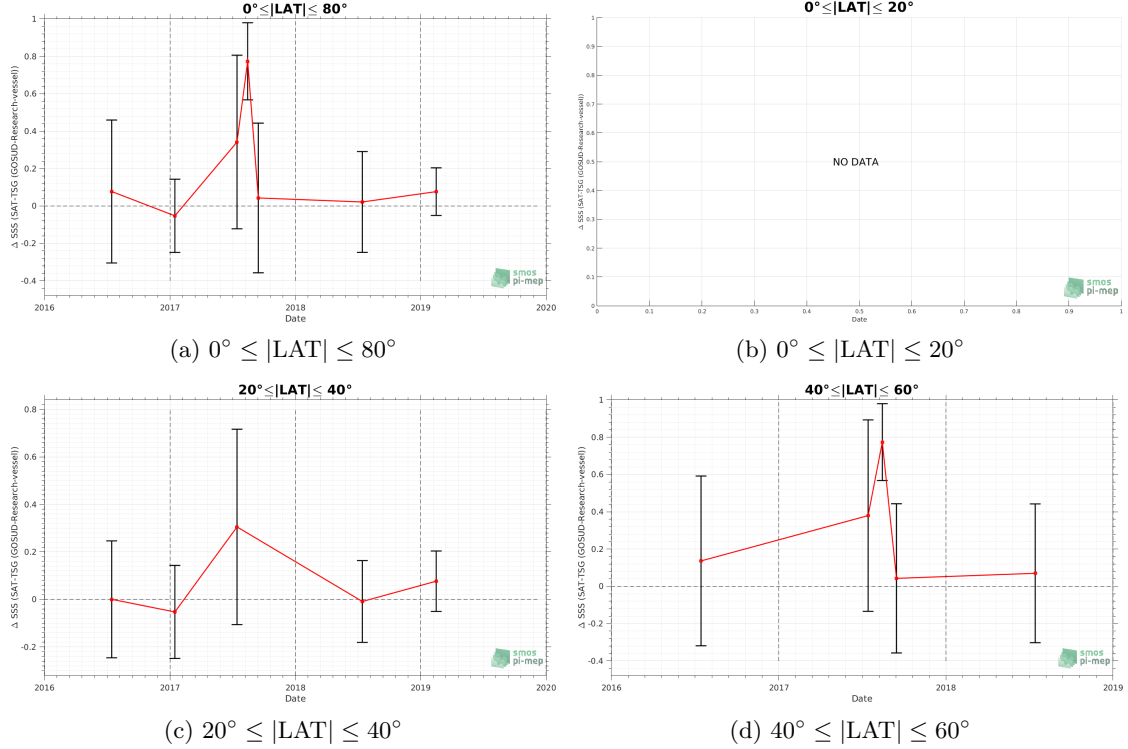 0°≤|LAT|≤ 80°
Δ SSS (SAT-TSG (GOSUD-Research-vessel))
1
0.8
0.6
0.4
0.2
0
-0.2
-0.4
2016 2017 2018 2019 2020
Date
smos
pi-mep
(a) 0° ≤ |LAT| ≤ 80°
0°≤|LAT|≤ 20°
Δ SSS (SAT-TSG (GOSUD-Research-vessel))
1
0.9
0.8
0.7
0.6
0.5
0.4
0.3
0.2
0.1
0
NO DATA
0 0.1 0.2 0.3 0.4 0.5 0.6 0.7 0.8 0.9 1
Date
smos
pi-mep
(b) 0° ≤ |LAT| ≤ 20°
20°≤|LAT|≤ 40°
Δ SSS (SAT-TSG (GOSUD-Research-vessel))
0.8
0.6
0.4
0.2
0
-0.2
2016 2017 2018 2019 2020
Date
smos
pi-mep
(c) 20° ≤ |LAT| ≤ 40°
40°≤|LAT|≤ 60°
Δ SSS (SAT-TSG (GOSUD-Research-vessel))
1
0.8
0.6
0.4
0.2
0
-0.2
-0.4
2016 2017 2018 2019
Date
smos
pi-mep
(d) 40° ≤ |LAT| ≤ 60°